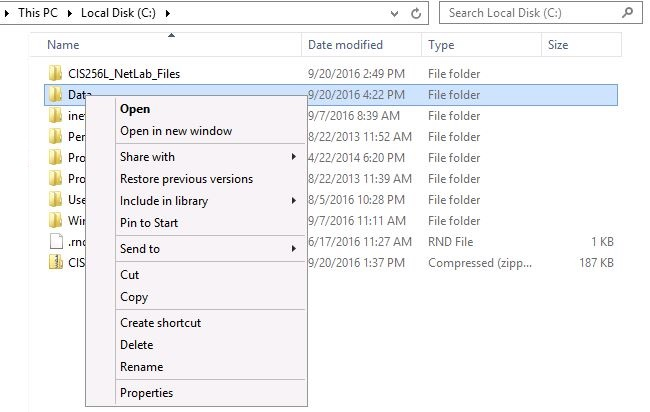 This PC Local Disk (C:) Search Local Disk (C:)
Name Date modified Type Size
CIS256L_NetLab_Files 9/20/2016 2:49 PM File folder
Data 9/20/2016 4:22 PM File folder
Open
Open in new window
Share with
Restore previous versions
Include in library
Pin to Start
Send to
Cut
Copy
Create shortcut
Delete
Rename
Properties
ine 9/7/2016 8:39 AM File folder
Per 8/22/2013 11:52 AM File folder
Pro 4/22/2014 6:20 PM File folder
Pro 8/22/2013 11:39 AM File folder
Use 8/5/2016 10:28 PM File folder
Win 9/7/2016 11:11 AM File folder
.rnd 6/17/2016 11:27 AM RND File 1 KB
CIS 9/20/2016 1:37 PM Compressed (zipp... 187 KB